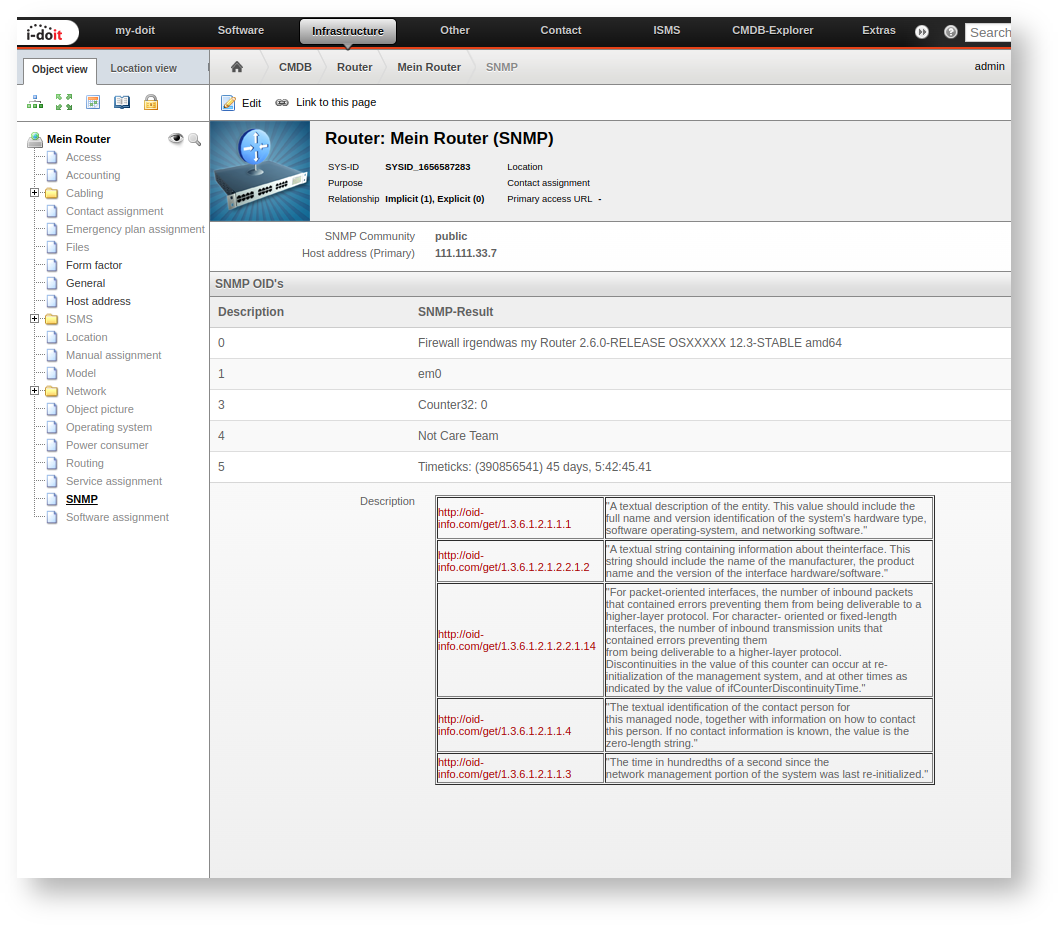 i-doit
my-doit
Software
Infrastructure
Other
Contact
ISMS
CMDB-Explorer
Extras
Search
Object view
Location view
CMDB
Router
Mein Router
SNMP
admin
Edit
Link to this page
Mein Router
Access
Accounting
Cabling
Contact assignment
Emergency plan assignment
Files
Form factor
General
Host address
ISMS
Location
Manual assignment
Model
Network
Object picture
Operating system
Power consumer
Routing
Service assignment
SNMP
Software assignment
Router: Mein Router (SNMP)
SYS-ID SYSID_1656587283 Location
Purpose Contact assignment
Relationship Implicit (1), Explicit (0) Primary access URL -
SNMP Community public
Host address (Primary) 111.111.33.7
SNMP OID's
Description SNMP-Result
0 Firewall irgendwas my Router 2.6.0-RELEASE OSXXXXX 12.3-STABLE amd64
1 em0
3 Counter32: 0
4 Not Care Team
5 Timeticks: (390856541) 45 days, 5:42:45.41
Description
http://oid-
info.com/get/1.3.6.1.2.1.1.1
"A textual description of the entity. This value should include the
full name and version identification of the system's hardware type,
software operating-system, and networking software."
http://oid-
info.com/get/1.3.6.1.2.1.2.2.1.2
"A textual string containing information about theinterface. This
string should include the name of the manufacturer, the product
name and the version of the interface hardware/software."
http://oid-
info.com/get/1.3.6.1.2.1.2.2.1.14
"For packet-oriented interfaces, the number of inbound packets
that contained errors preventing them from being deliverable to a
higher-layer protocol. For character- oriented or fixed-length
interfaces, the number of inbound transmission units that
contained errors preventing them
from being deliverable to a higher-layer protocol.
Discontinuities in the value of this counter can occur at re-
initialization of the management system, and at other times as
indicated by the value of ifCounterDiscontinuityTime."
http://oid-
info.com/get/1.3.6.1.2.1.1.4
"The textual identification of the contact person for
this managed node, together with information on how to contact
this person. If no contact information is known, the value is the
zero-length string."
http://oid-
info.com/get/1.3.6.1.2.1.1.3
"The time in hundredths of a second since the
network management portion of the system was last re-initialized."